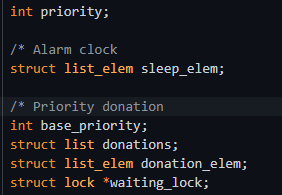 int priority;
/* Alarm clock
struct list_elem sleep_elem;
/* Priority donation
int base_priority;
struct list donations;
struct list_elem donation_elem;
struct lock *waiting_lock;